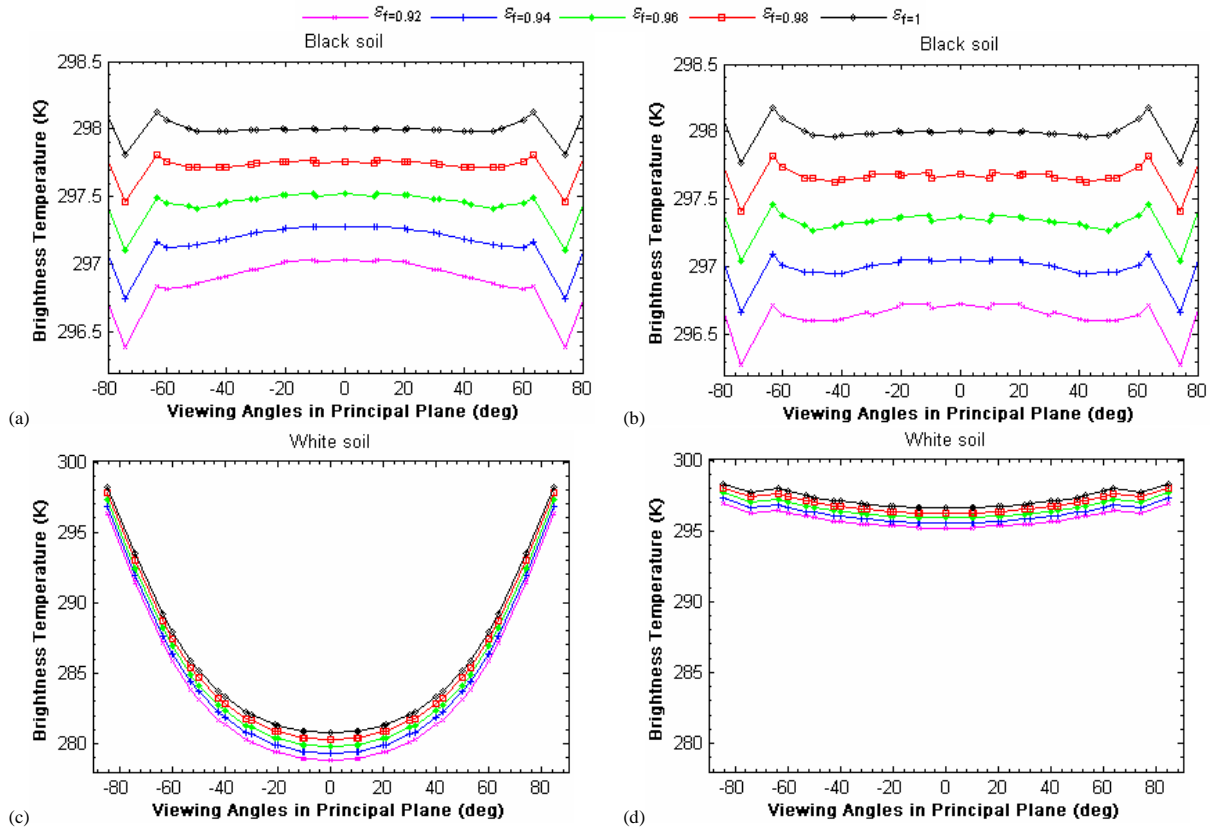 ε_f=0.92 ε_f=0.94 ε_f=0.96 ε_f=0.98 ε_f=1
Black soil
298.5
298
297.5
297
296.5
Brightness Temperature (K)
-80 -60 -40 -20 0 20 40 60 80
Viewing Angles in Principal Plane (deg)
(a)
Black soil
298.5
298
297.5
297
296.5
Brightness Temperature (K)
-80 -60 -40 -20 0 20 40 60 80
Viewing Angles in Principal Plane (deg)
(b)
White soil
300
295
290
285
280
Brightness Temperature (K)
-80 -60 -40 -20 0 20 40 60 80
Viewing Angles in Principal Plane (deg)
(c)
White soil
300
295
290
285
280
Brightness Temperature (K)
-80 -60 -40 -20 0 20 40 60 80
Viewing Angles in Principal Plane (deg)
(d)